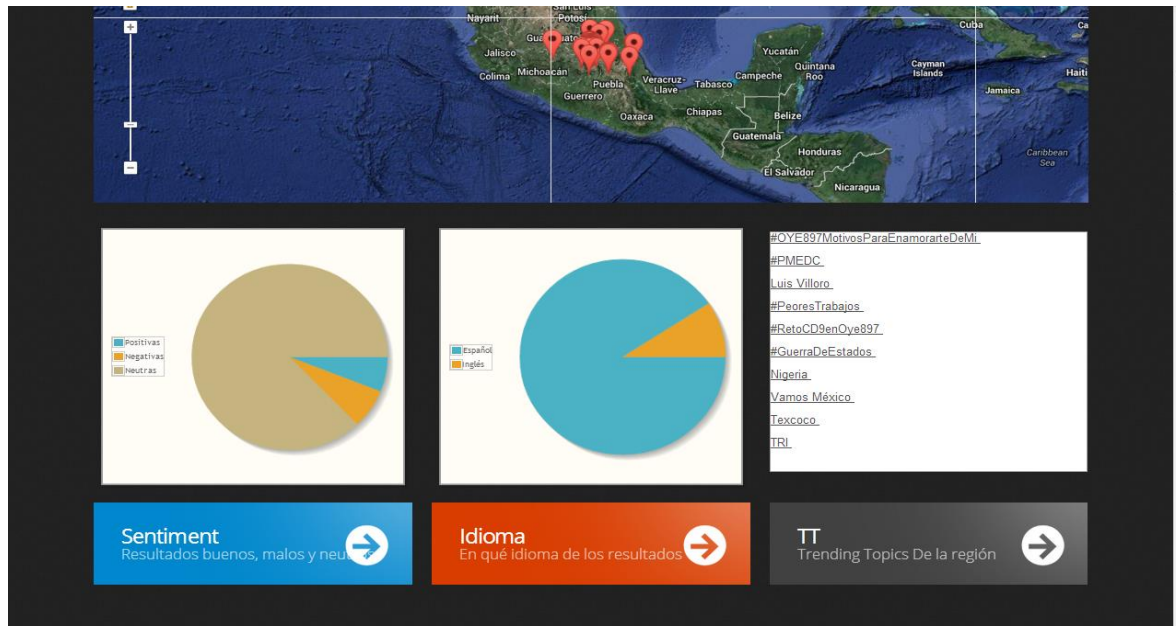 San Luis
Potosí
Nayarit
Cuba
Jalisco
Yucatán
Quintana
Roo
Cayman
Islands
Colima
Michoacán
Haiti
Puebla
Veracruz-
Llave
Tabasco
Campeche
Guerrero
Jamaica
Oaxaca
Chiapas
Belize
Guatemala
Honduras
Caribbean
Sea
El Salvador
Nicaragua
Positivas
Negativas
Neutras
Español
Inglés
#OYE897MotivosParaEnamorarteDeMi
#PMEDC
Luis Villoro
#PeoresTrabajos
#RetoCD9enOye897
#GuerraDeEstados
Nigeria
Vamos México
Texcoco
TRI
Sentiment
Resultados buenos, malos y neutros
Idioma
En qué idioma de los resultados
TT
Trending Topics De la región